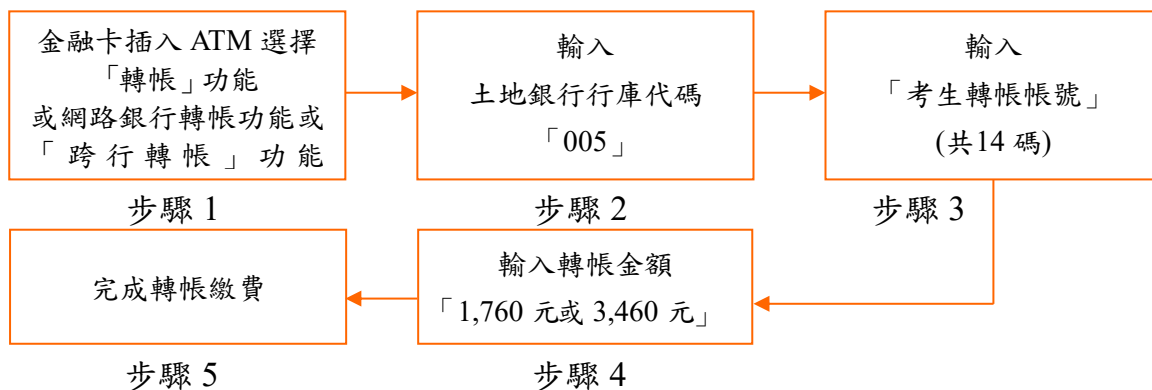 金融卡插入 ATM 選擇
「轉帳」功能
或網路銀行轉帳功能或
「跨行轉帳」功能
步驟 1
輸入
土地銀行行庫代碼
「005」
步驟 2
輸入
「考生轉帳帳號」
(共14 碼)
步驟 3
輸入轉帳金額
「1,760 元或 3,460 元」
步驟 4
完成轉帳繳費
步驟 5